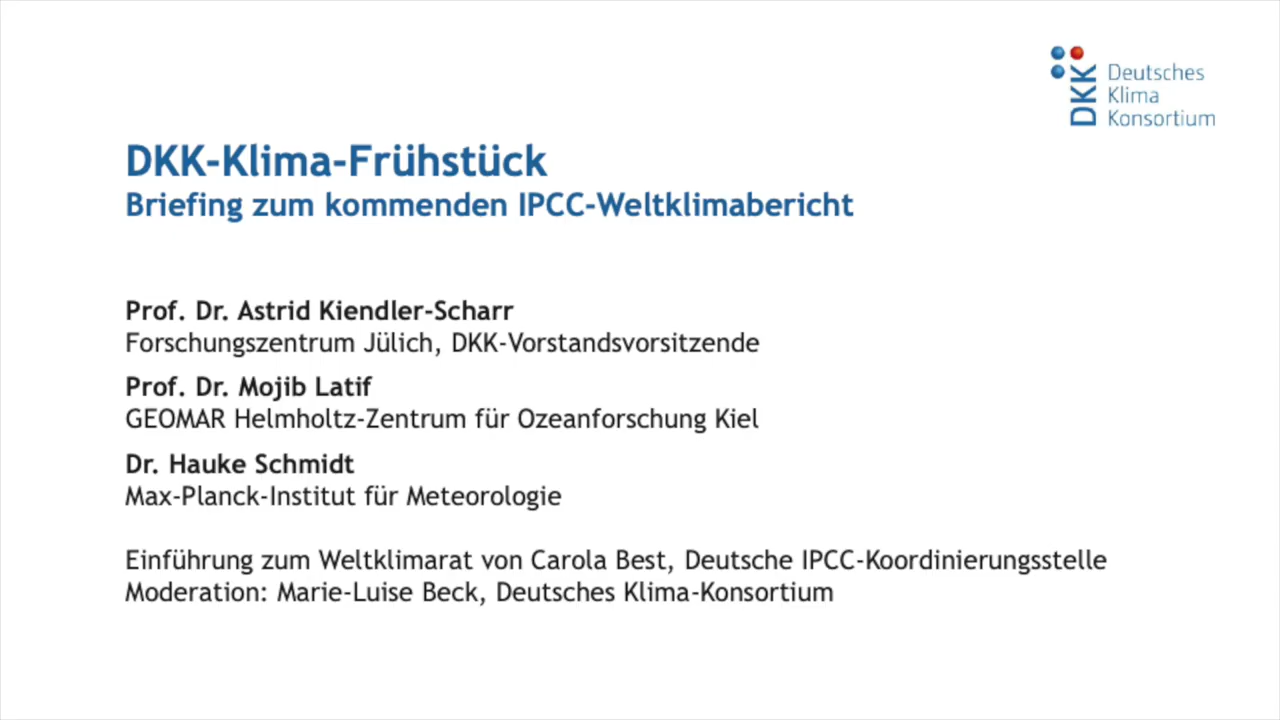 DKK Deutsches
Klima
Konsortium
DKK-Klima-Frühstück
Briefing zum kommenden IPCC-Weltklimabericht
Prof. Dr. Astrid Kiendler-Scharr
Forschungszentrum Jülich, DKK-Vorstandsvorsitzende
Prof. Dr. Mojib Latif
GEOMAR Helmholtz-Zentrum für Ozeanforschung Kiel
Dr. Hauke Schmidt
Max-Planck-Institut für Meteorologie
Einführung zum Weltklimarat von Carola Best, Deutsche IPCC-Koordinierungsstelle
Moderation: Marie-Luise Beck, Deutsches Klima-Konsortium